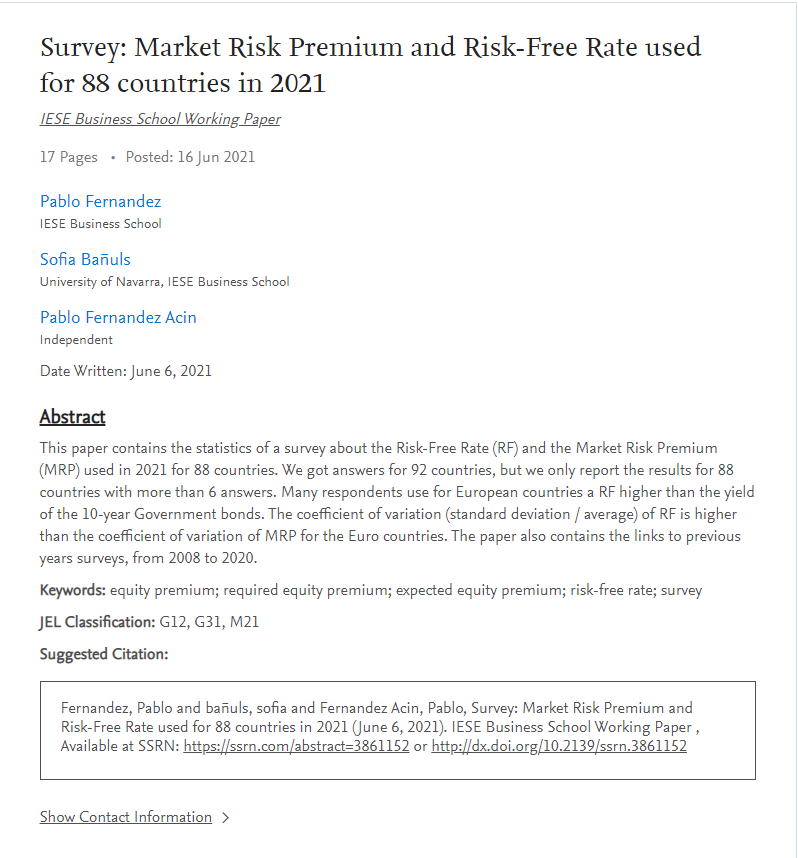 Survey: Market Risk Premium and Risk-Free Rate used
for 88 countries in 2021
IESE Business School Working Paper
17 Pages • Posted: 16 Jun 2021
Pablo Fernandez
IESE Business School
Sofia Bañuls
University of Navarra, IESE Business School
Pablo Fernandez Acin
Independent
Date Written: June 6, 2021
Abstract
This paper contains the statistics of a survey about the Risk-Free Rate (RF) and the Market Risk Premium
(MRP) used in 2021 for 88 countries. We got answers for 92 countries, but we only report the results for 88
countries with more than 6 answers. Many respondents use for European countries a RF higher than the yield
of the 10-year Government bonds. The coefficient of variation (standard deviation / average) of RF is higher
than the coefficient of variation of MRP for the Euro countries. The paper also contains the links to previous
years surveys, from 2008 to 2020.
Keywords: equity premium; required equity premium; expected equity premium; risk-free rate; survey
JEL Classification: G12, G31, M21
Suggested Citation:
Fernandez, Pablo and bañuls, sofia and Fernandez Acin, Pablo, Survey: Market Risk Premium and
Risk-Free Rate used for 88 countries in 2021 (June 6, 2021). IESE Business School Working Paper ,
Available at SSRN: https://ssrn.com/abstract=3861152 or http://dx.doi.org/10.2139/ssrn.3861152
Show Contact Information >